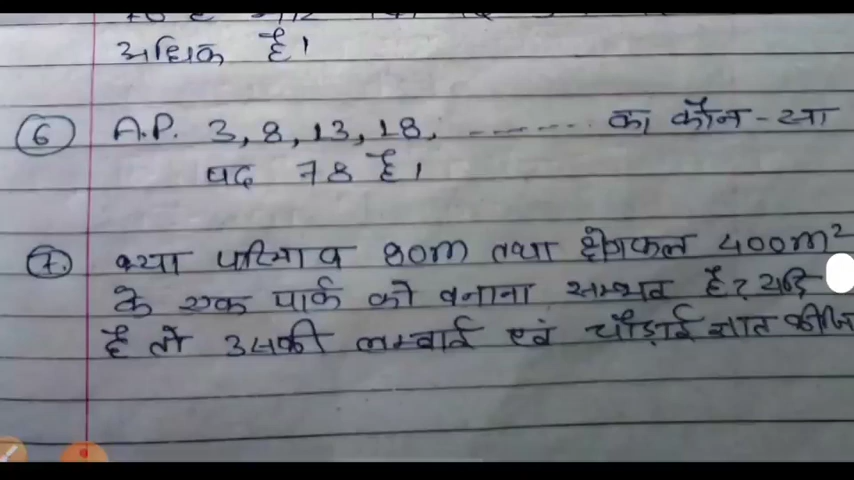 अधिक है।
6 A.P. 3, 8, 13, 18, ------ का कौन-सा
पद 78 है।
7. क्या परिमाप 80m तथा क्षेत्रफल 400m²
के एक पार्क को बनाना सम्भव है? यदि
है तो उसकी लम्बाई एवं चौड़ाई ज्ञात कीजि